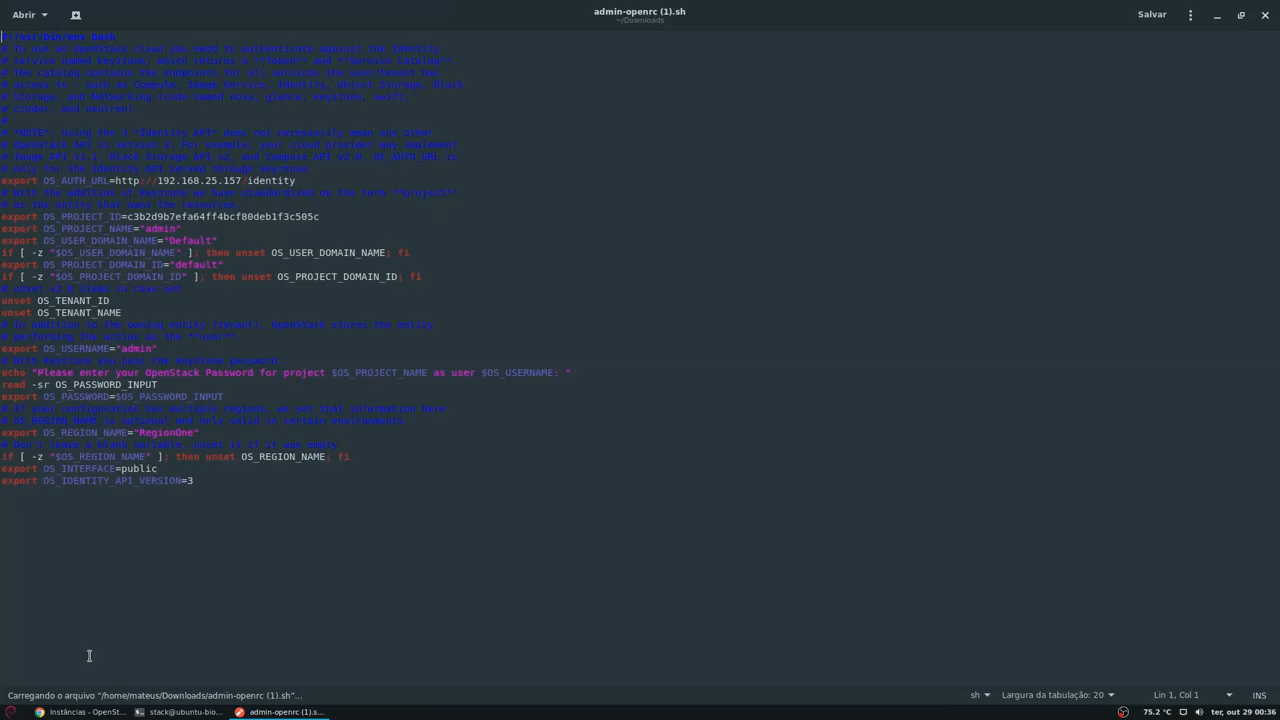 Abrir
admin-openrc (1).sh
~/Downloads
Salvar
#!/usr/bin/env bash
# To use an OpenStack cloud you need to authenticate against the Identity
# service named keystone, which returns a **Token** and **Service Catalog**.
# The catalog contains the endpoints for all services the user/tenant has
# access to - such as Compute, Image Service, Identity, Object Storage, Block
# Storage, and Networking (code-named nova, glance, keystone, swift,
# cinder, and neutron).
#
# *NOTE*: Using the 3 *Identity API* does not necessarily mean any other
# OpenStack API is version 3. For example, your cloud provider may implement
# Image API v1.1, Block Storage API v2, and Compute API v2.0. OS_AUTH_URL is
# only for the Identity API served through keystone.
export OS_AUTH_URL=http://192.168.25.157/identity
# With the addition of Keystone we have standardized on the term **project**
# as the entity that owns the resources.
export OS_PROJECT_ID=c3b2d9b7efa64ff4bcf80deb1f3c505c
export OS_PROJECT_NAME="admin"
export OS_USER_DOMAIN_NAME="Default"
if [ -z "$OS_USER_DOMAIN_NAME" ]; then unset OS_USER_DOMAIN_NAME; fi
export OS_PROJECT_DOMAIN_ID="default"
if [ -z "$OS_PROJECT_DOMAIN_ID" ]; then unset OS_PROJECT_DOMAIN_ID; fi
# unset v2.0 items in case set
unset OS_TENANT_ID
unset OS_TENANT_NAME
# In addition to the owning entity (tenant), OpenStack stores the entity
# performing the action as the **user**.
export OS_USERNAME="admin"
# With Keystone you pass the keystone password.
echo "Please enter your OpenStack Password for project $OS_PROJECT_NAME as user $OS_USERNAME: "
read -sr OS_PASSWORD_INPUT
export OS_PASSWORD=$OS_PASSWORD_INPUT
# If your configuration has multiple regions, we set that information here.
# OS_REGION_NAME is optional and only valid in certain environments.
export OS_REGION_NAME="RegionOne"
# Don't leave a blank variable, unset it if it was empty
if [ -z "$OS_REGION_NAME" ]; then unset OS_REGION_NAME; fi
export OS_INTERFACE=public
export OS_IDENTITY_API_VERSION=3
Carregando o arquivo "/home/mateus/Downloads/admin-openrc (1).sh"...
sh
Largura da tabulação: 20
Lin 1, Col 1
INS
Instâncias - OpenSt...
stack@ubuntu-bio...
admin-openrc (1).s...
75.2 °C
ter, out 29 00:36